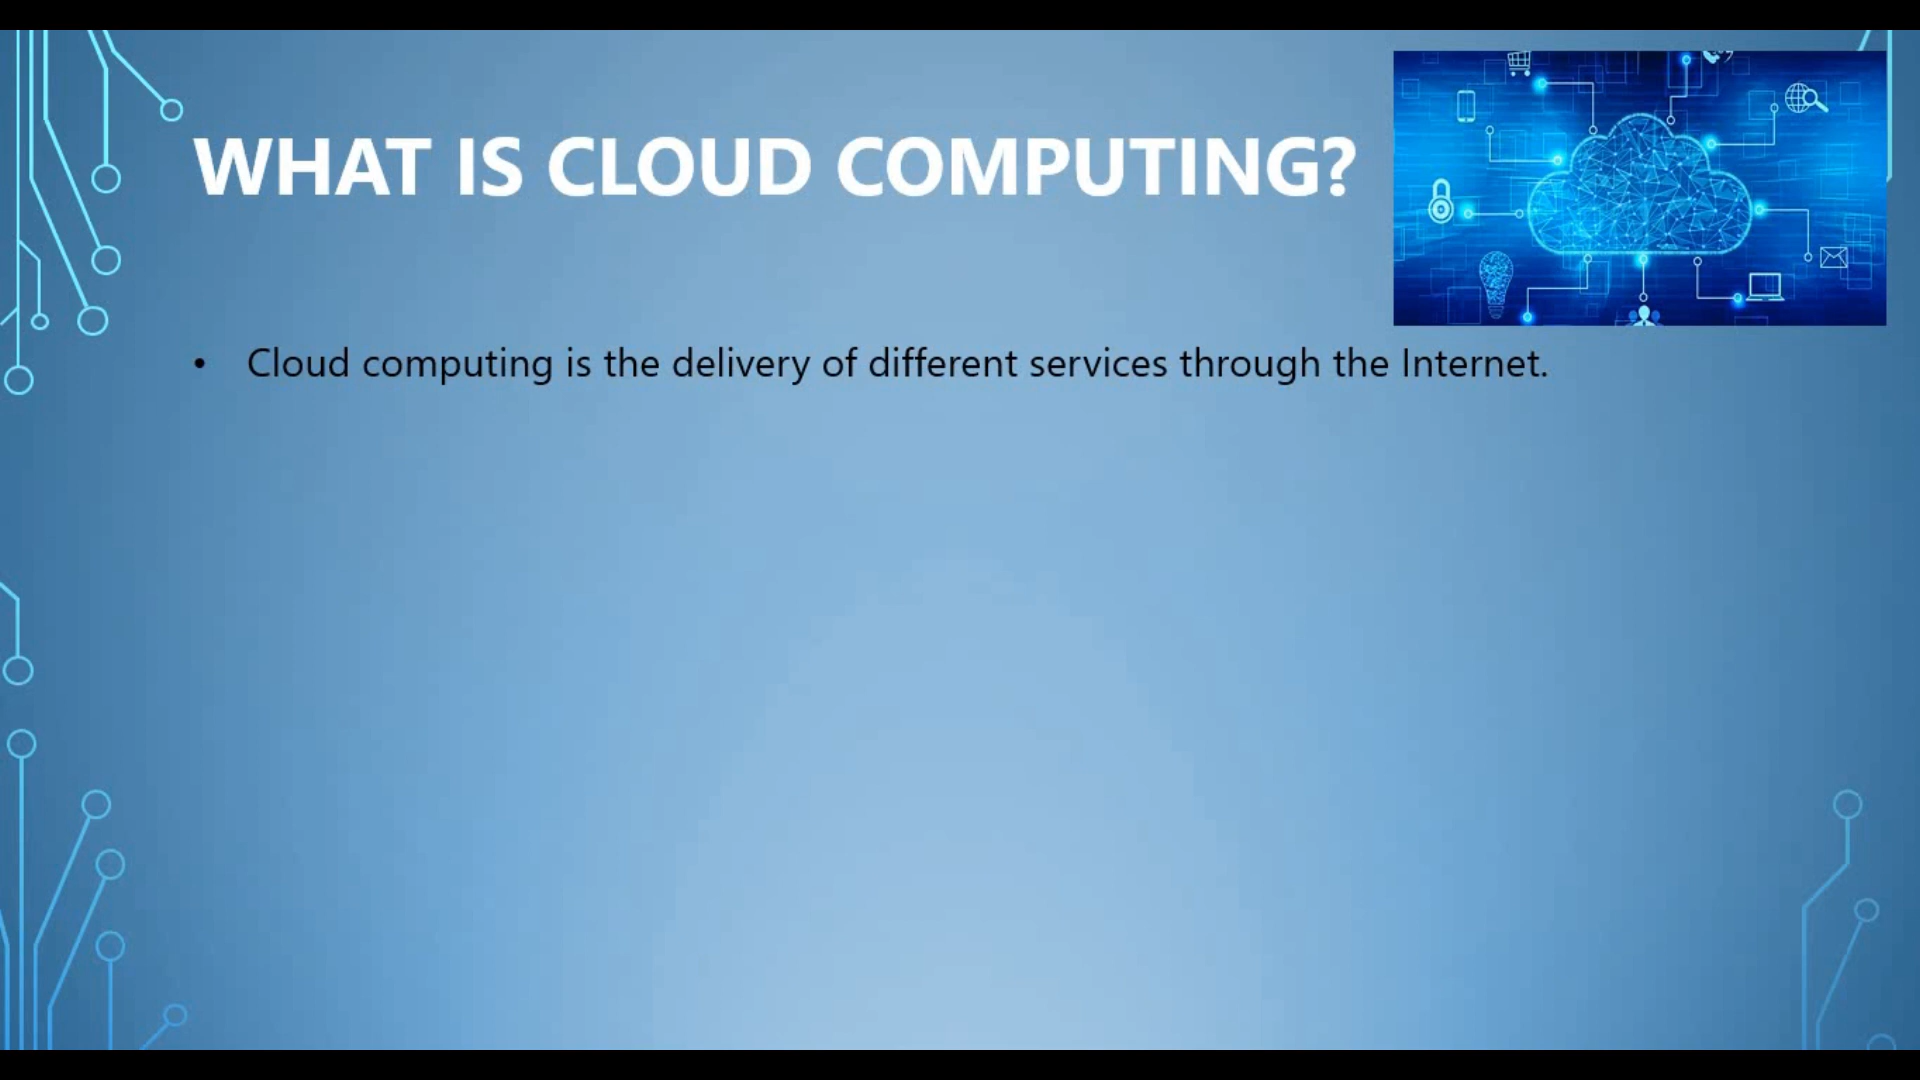 WHAT IS CLOUD COMPUTING?
• Cloud computing is the delivery of different services through the Internet.